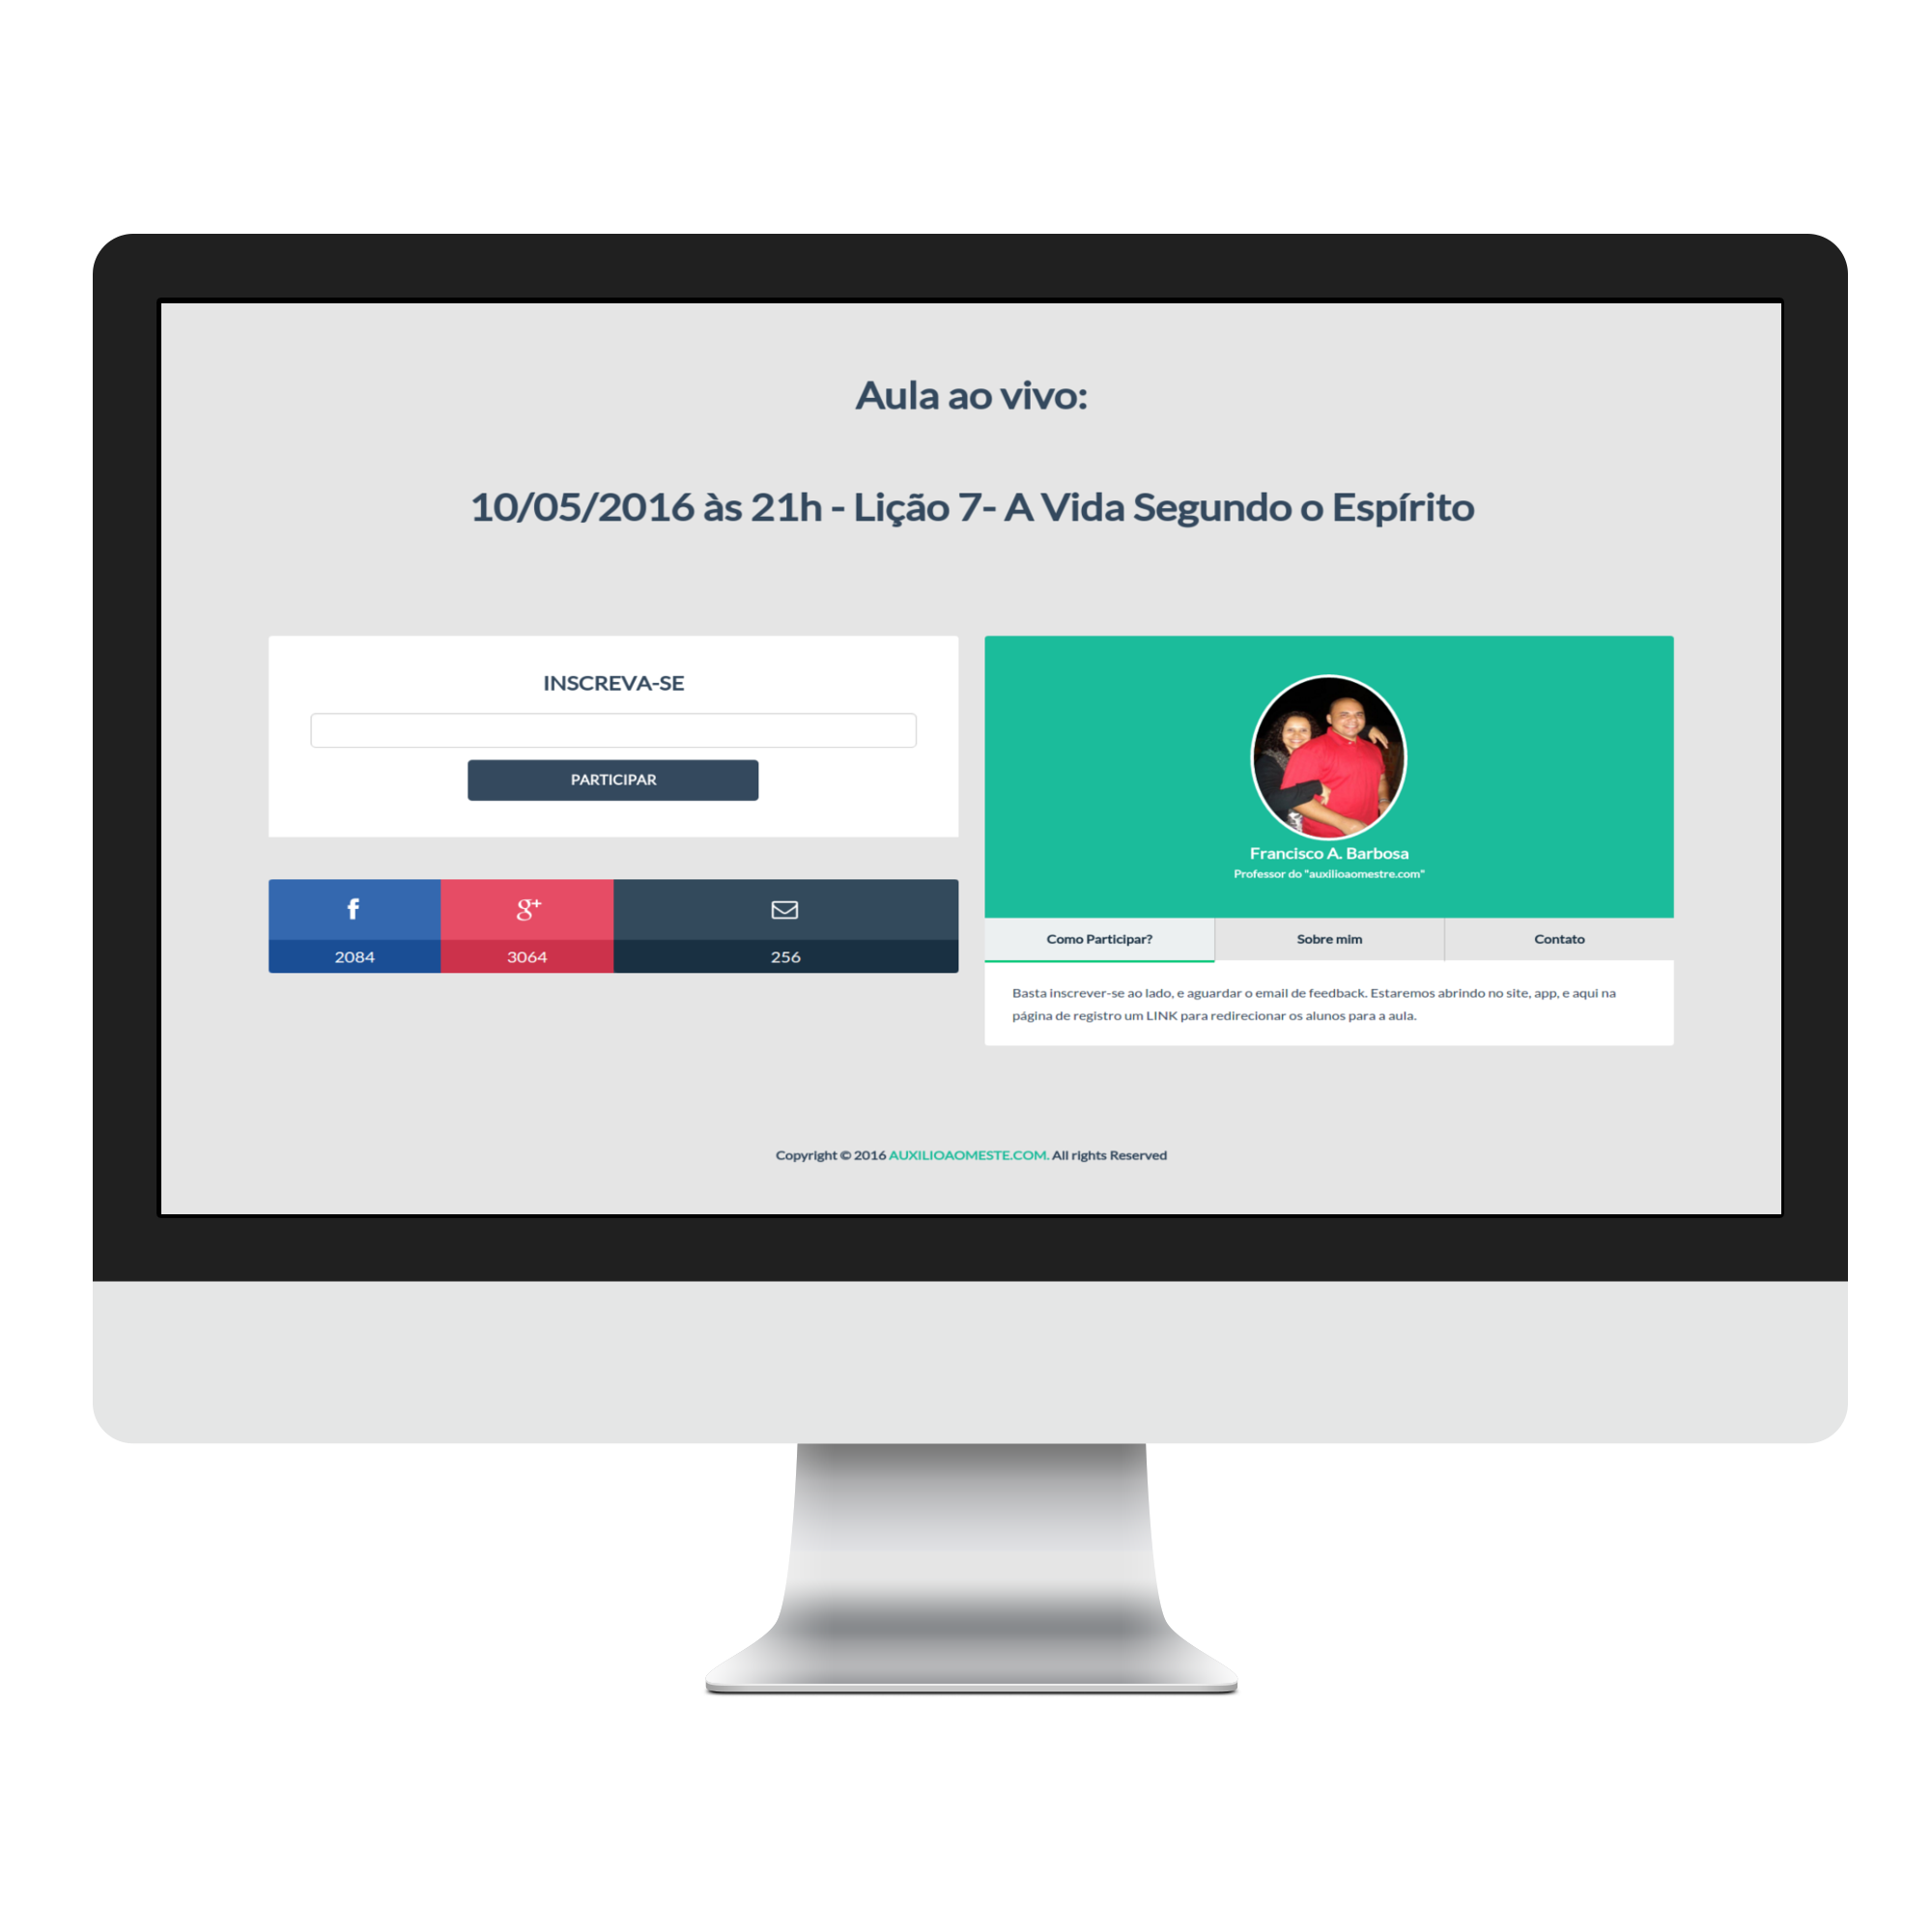 Aula ao vivo:
10/05/2016 às 21h - Lição 7- A Vida Segundo o Espírito
INSCREVA-SE
PARTICIPAR
f
g+
2084
3064
256
Francisco A. Barbosa
Professor do "auxilioaomestre.com"
Como Participar?
Sobre mim
Contato
Basta inscrever-se ao lado, e aguardar o email de feedback. Estaremos abrindo no site, app, e aqui na
página de registro um LINK para redirecionar os alunos para a aula.
Copyright © 2016 AUXILIOAOMESTE.COM. All rights Reserved